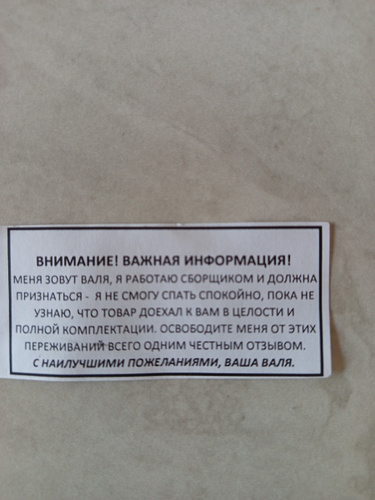 ВНИМАНИЕ! ВАЖНАЯ ИНФОРМАЦИЯ!
МЕНЯ ЗОВУТ ВАЛЯ, Я РАБОТАЮ СБОРЩИКОМ И ДОЛЖНА
ПРИЗНАТЬСЯ - Я НЕ СМОГУ СПАТЬ СПОКОЙНО, ПОКА НЕ
УЗНАЮ, ЧТО ТОВАР ДОЕХАЛ К ВАМ В ЦЕЛОСТИ И
ПОЛНОЙ КОМПЛЕКТАЦИИ. ОСВОБОДИТЕ МЕНЯ ОТ ЭТИХ
ПЕРЕЖИВАНИЙ ВСЕГО ОДНИМ ЧЕСТНЫМ ОТЗЫВОМ.
С НАИЛУЧШИМИ ПОЖЕЛАНИЯМИ, ВАША ВАЛЯ.